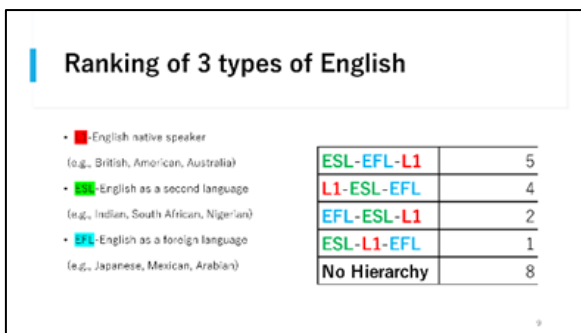 Ranking of 3 types of English
• L1-English native speaker
(e.g., British, American, Australia)
• ESL-English as a second language
(e.g., Indian, South African, Nigerian)
• EFL-English as a foreign language
(e.g., Japanese, Mexican, Arabian)
ESL-EFL-L1 5
L1-ESL-EFL 4
EFL-ESL-L1 2
ESL-L1-EFL 1
No Hierarchy 8
9